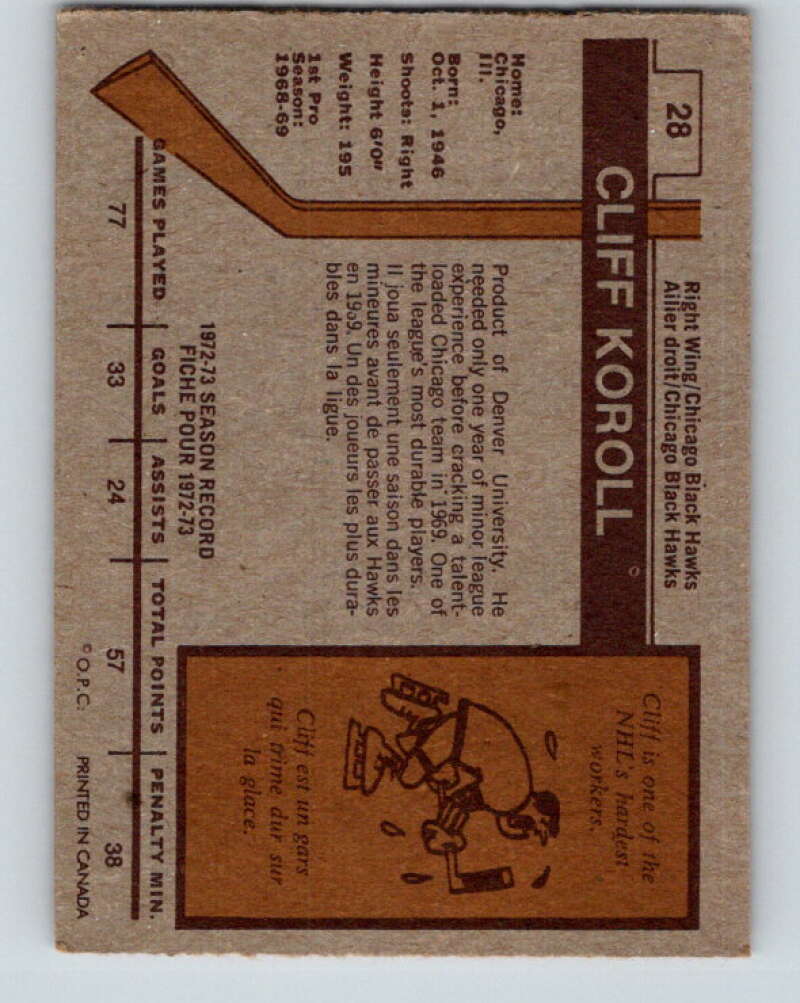 28
Right Wing/Chicago Black Hawks
Ailier droit/Chicago Black Hawks
CLIFF KOROLL
©
Home:
Chicago,
Ill.
Born:
Oct. 1, 1946
Shoots: Right
Height 6'0"
Weight: 195
1st Pro
Season:
1968-69
Product of Denver University. He
needed only one year of minor league
experience before cracking a talent-
loaded Chicago team in 1969. One of
the league's most durable players.
Il joua seulement une saison dans les
mineures avant de passer aux Hawks
en 1969. Un des joueurs les plus dura-
bles dans la ligue.
Cliff is one of the
NHL's hardest
workers.
Cliff est un gars
qui trime dur sur
la glace.
1972-73 SEASON RECORD
FICHE POUR 1972-73
GAMES PLAYED GOALS ASSISTS TOTAL POINTS PENALTY MIN.
77 33 24 57 38
© O.P.C. PRINTED IN CANADA